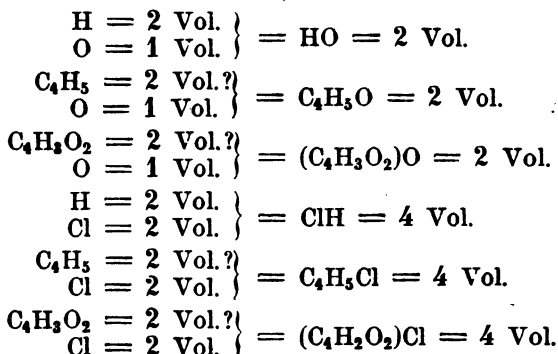 H = 2 Vol.
O = 1 Vol. } = HO = 2 Vol.
C₄H₅ = 2 Vol.?
O = 1 Vol. } = C₄H₅O = 2 Vol.
C₄H₃O₂ = 2 Vol.?
O = 1 Vol. } = (C₄H₃O₂)O = 2 Vol.
H = 2 Vol.
Cl = 2 Vol. } = ClH = 4 Vol.
C₄H₅ = 2 Vol.?
Cl = 2 Vol. } = C₄H₅Cl = 4 Vol.
C₄H₃O₂ = 2 Vol.?
Cl = 2 Vol. } = (C₄H₂O₂)Cl = 4 Vol.